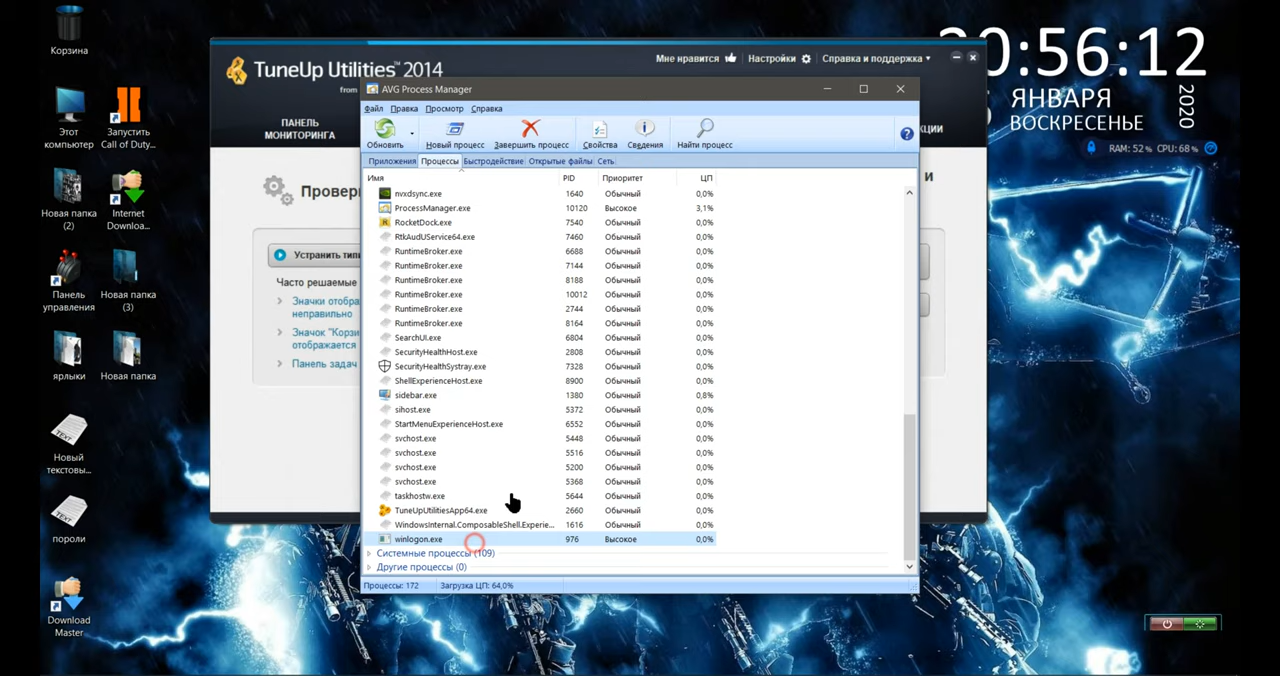 Корзина
Этот
компьютер
Запустить
Call of Duty...
Новая папка
(2)
Internet
Downloa...
Панель
управления
Новая папка
(3)
ярлыки
Новая папка
Новый
текстовы...
пароли
Download
Master
TuneUp Utilities™ 2014
from
Мне нравится
Настройки
Справка и поддержка
ПАНЕЛЬ
МОНИТОРИНГА
КЦИИ
Провер
и
Устранить типи
Часто решаемые
Значки отобра
неправильно
Значок "Корзи
отображается
Панель задач
AVG Process Manager
Файл Правка Просмотр Справка
Обновить Новый процесс Завершить процесс Свойства Сведения Найти процесс
Приложения Процессы Быстродействие Открытые файлы Сеть
Имя PID Приоритет ЦП
nvxdsync.exe 1640 Обычный 0,0%
ProcessManager.exe 10120 Высокое 3,1%
RocketDock.exe 7540 Обычный 0,0%
RtkAudUService64.exe 7460 Обычный 0,0%
RuntimeBroker.exe 6688 Обычный 0,0%
RuntimeBroker.exe 7144 Обычный 0,0%
RuntimeBroker.exe 8188 Обычный 0,0%
RuntimeBroker.exe 10012 Обычный 0,0%
RuntimeBroker.exe 2744 Обычный 0,0%
RuntimeBroker.exe 8164 Обычный 0,0%
SearchUI.exe 6804 Обычный 0,0%
SecurityHealthHost.exe 2808 Обычный 0,0%
SecurityHealthSystray.exe 7328 Обычный 0,0%
ShellExperienceHost.exe 8900 Обычный 0,0%
sidebar.exe 1380 Обычный 0,8%
sihost.exe 5372 Обычный 0,0%
StartMenuExperienceHost.exe 6552 Обычный 0,0%
svchost.exe 5448 Обычный 0,0%
svchost.exe 5516 Обычный 0,0%
svchost.exe 5200 Обычный 0,0%
svchost.exe 5368 Обычный 0,0%
taskhostw.exe 5644 Обычный 0,0%
TuneUpUtilitiesApp64.exe 2660 Обычный 0,0%
WindowsInternal.ComposableShell.Experie... 1616 Обычный 0,0%
winlogon.exe 976 Высокое 0,0%
Системные процессы (109)
Другие процессы (0)
Процессы: 172 Загрузка ЦП: 64,0%
0:56:12
ЯНВАРЯ
ВОСКРЕСЕНЬЕ
2020
RAM: 52% CPU: 68%